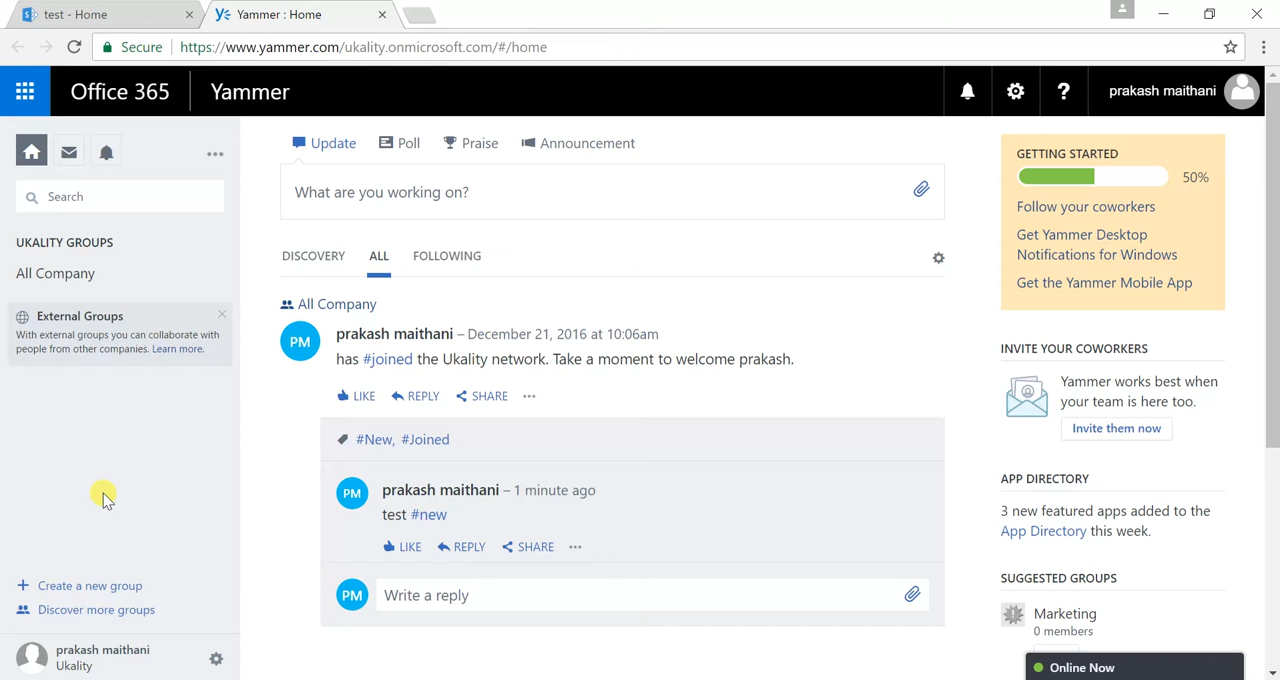 test - Home
Yammer : Home
Secure https://www.yammer.com/ukality.onmicrosoft.com/#/home
Office 365 Yammer
prakash maithani
Search
UKALITY GROUPS
All Company
External Groups
With external groups you can collaborate with
people from other companies. Learn more.
Create a new group
Discover more groups
prakash maithani
Ukality
Update Poll Praise Announcement
What are you working on?
DISCOVERY ALL FOLLOWING
All Company
PM prakash maithani – December 21, 2016 at 10:06am
has #joined the Ukality network. Take a moment to welcome prakash.
LIKE REPLY SHARE
#New, #Joined
PM prakash maithani – 1 minute ago
test #new
LIKE REPLY SHARE
PM Write a reply
GETTING STARTED
50%
Follow your coworkers
Get Yammer Desktop
Notifications for Windows
Get the Yammer Mobile App
INVITE YOUR COWORKERS
Yammer works best when
your team is here too.
Invite them now
APP DIRECTORY
3 new featured apps added to the
App Directory this week.
SUGGESTED GROUPS
Marketing
0 members
Online Now